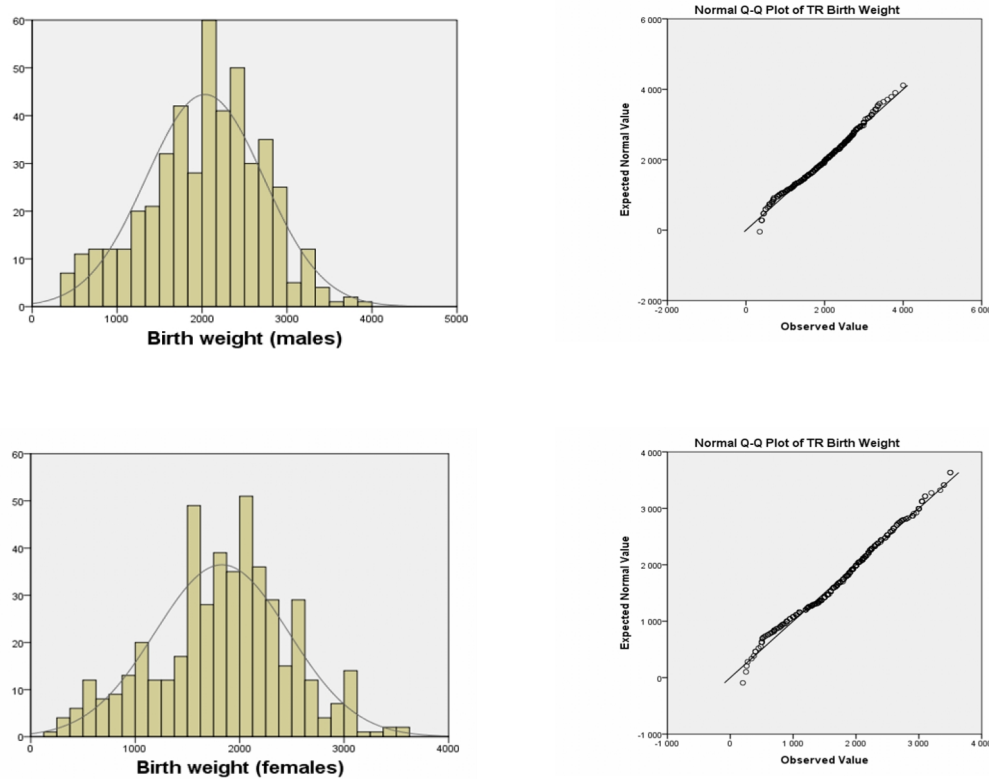 60
50
40
30
20
10
0
0 1000 2000 3000 4000 5000
Birth weight (males)
Normal Q-Q Plot of TR Birth Weight
6 000
4 000
2 000
0
-2 000
Expected Normal Value
-2 000 0 2 000 4 000 6 000
Observed Value
60
50
40
30
20
10
0
0 1000 2000 3000 4000
Birth weight (females)
Normal Q-Q Plot of TR Birth Weight
4 000
3 000
2 000
1 000
0
-1 000
Expected Normal Value
-1 000 0 1 000 2 000 3 000 4 000
Observed Value